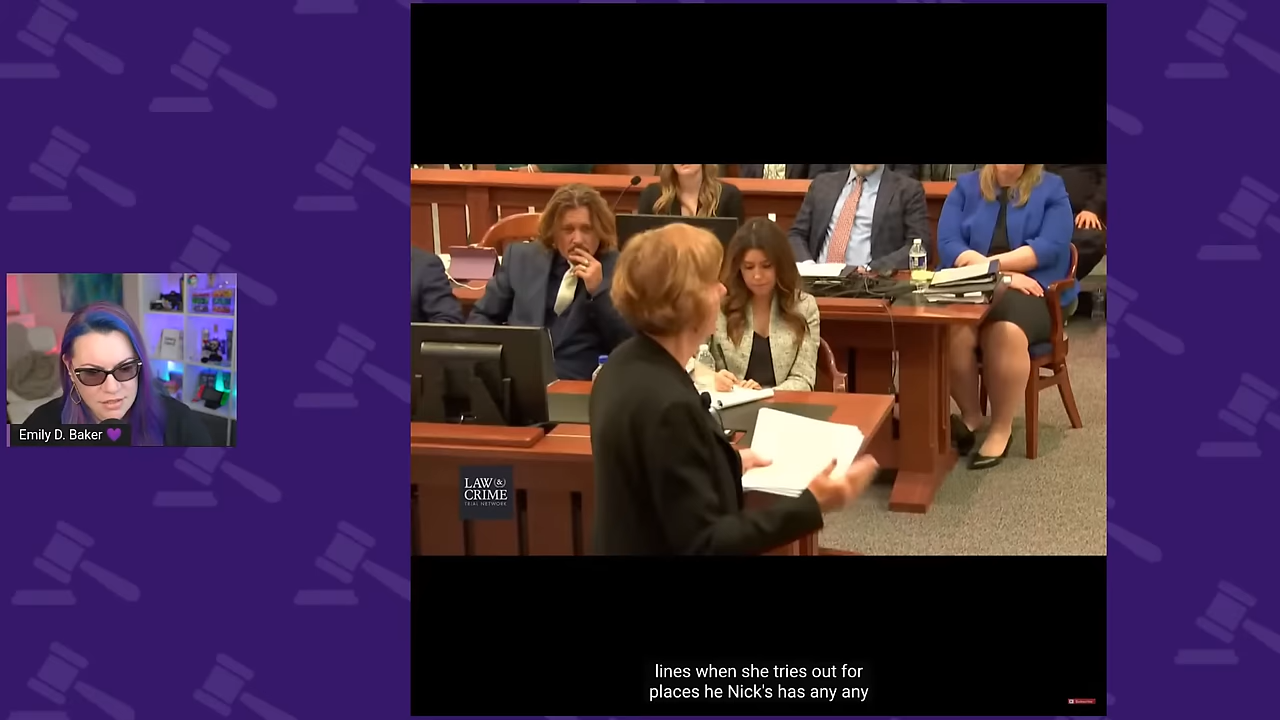 Emily D. Baker 💜
LAW &
CRIME
TRIAL NETWORK
lines when she tries out for
places he Nick's has any any